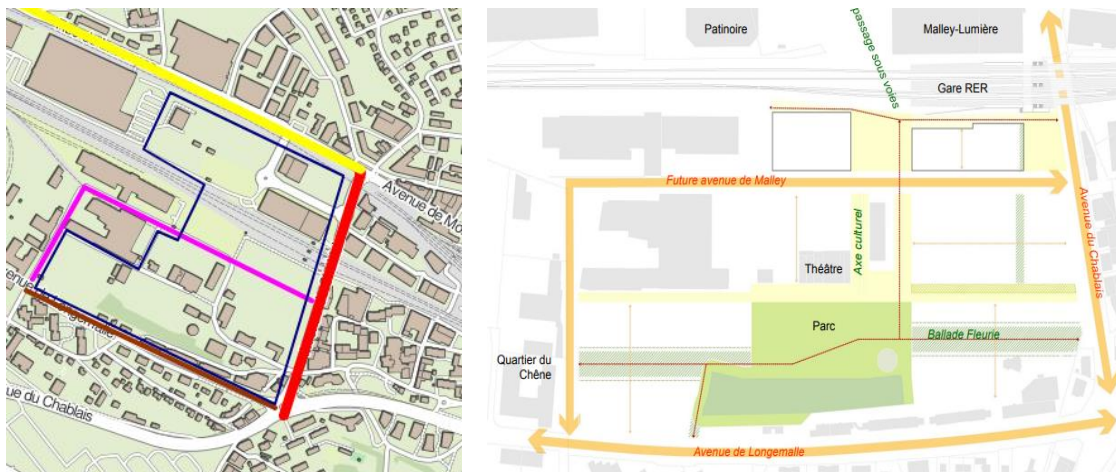 Avenue de Mo
venue de Longemalle
ue du Chablais
Patinoire
passage sous voies
Malley-Lumière
Gare RER
Future avenue de Malley
Axe culturel
Théâtre
Avenue du Chablais
Parc
Ballade Fleurie
Quartier du
Chêne
Avenue de Longemalle